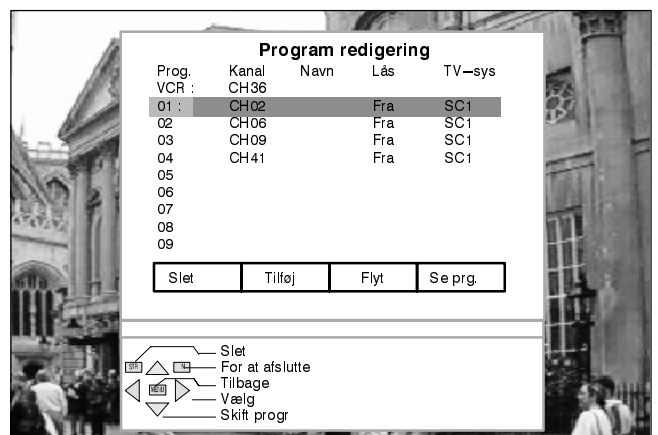 Program redigering
Prog. Kanal Navn Lås TV-sys
VCR : CH36
01 : CH02 Fra SC1
02 CH06 Fra SC1
03 CH09 Fra SC1
04 CH41 Fra SC1
05
06
07
08
09
Slet Tilføj Flyt Se prg.
Slet
STR N For at afslutte
Tilbage
MENU Vælg
Skift progr